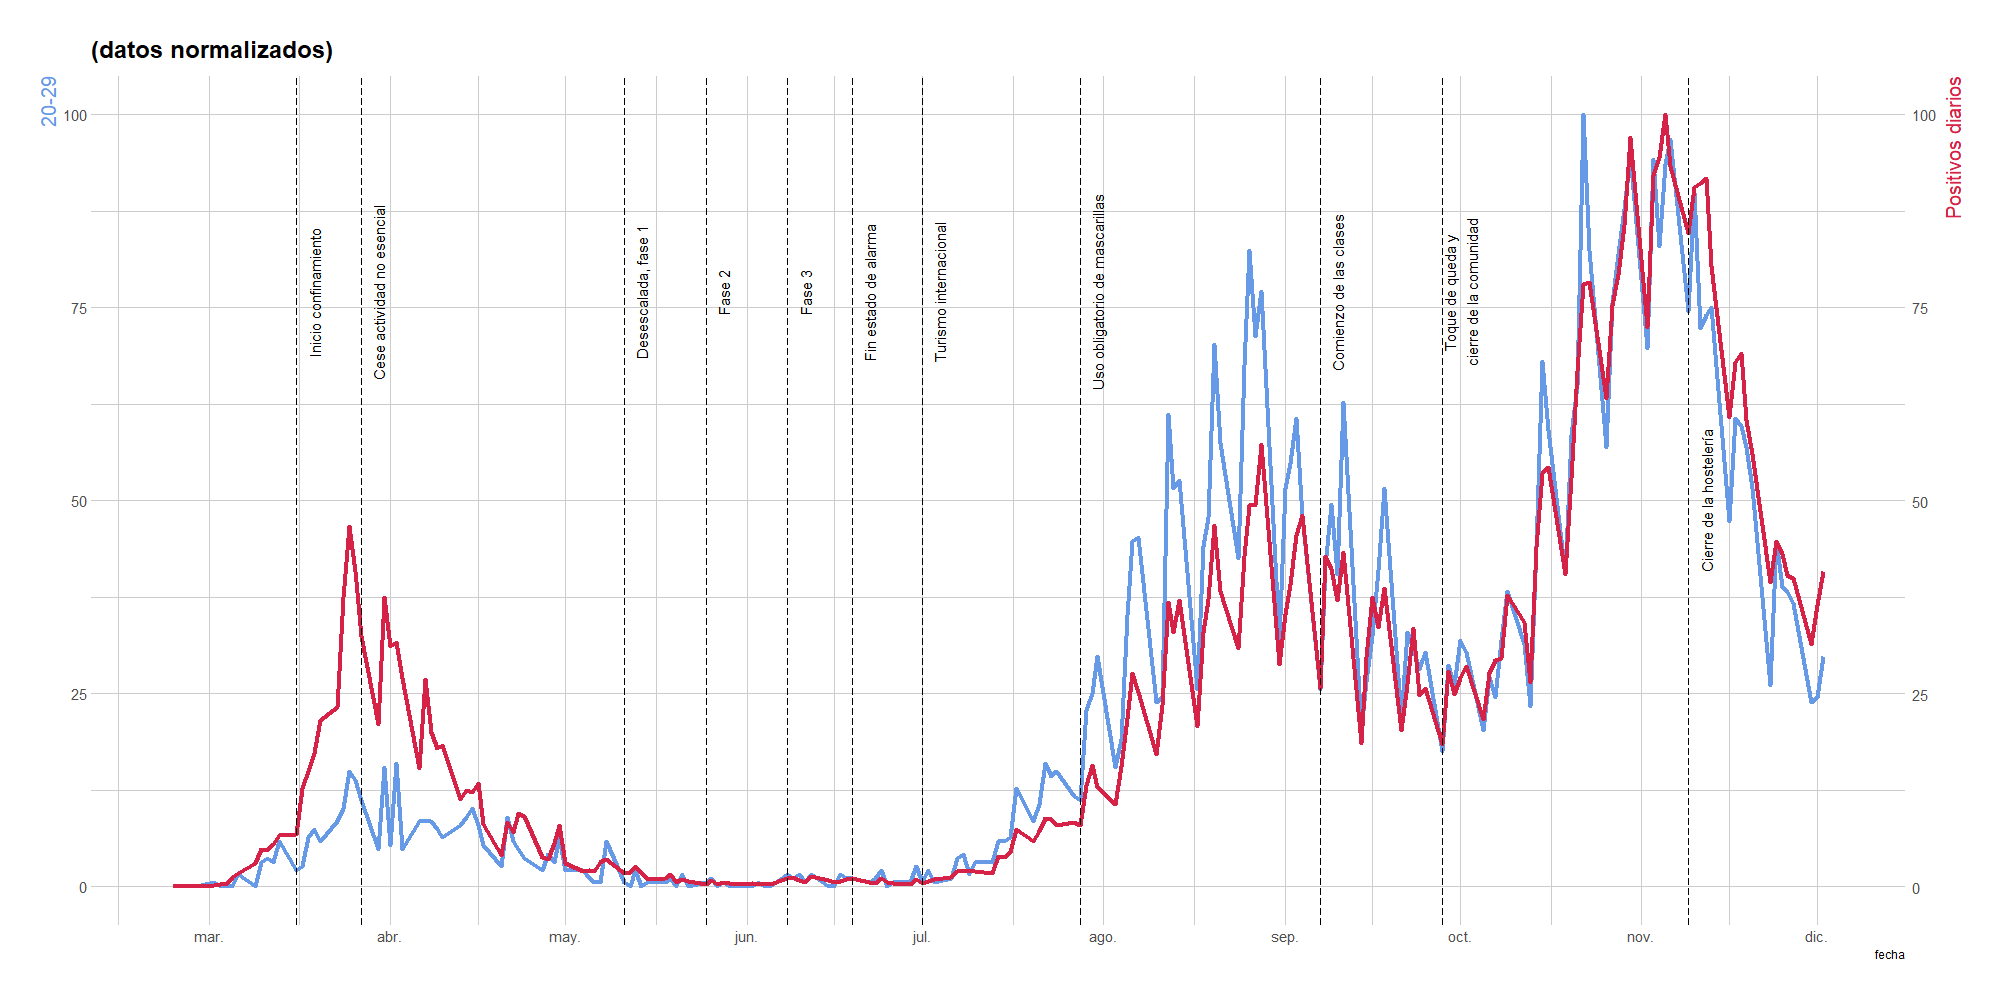 (datos normalizados)
20-29
Positivos diarios
100
75
50
25
0
100
75
50
25
0
Inicio confinamiento
Cese actividad no esencial
Desescalada, fase 1
Fase 2
Fase 3
Fin estado de alarma
Turismo internacional
Uso obligatorio de mascarillas
Comienzo de las clases
Toque de queda y
cierre de la comunidad
Cierre de la hostelería
mar.
abr.
may.
jun.
jul.
ago.
sep.
oct.
nov.
dic.
fecha